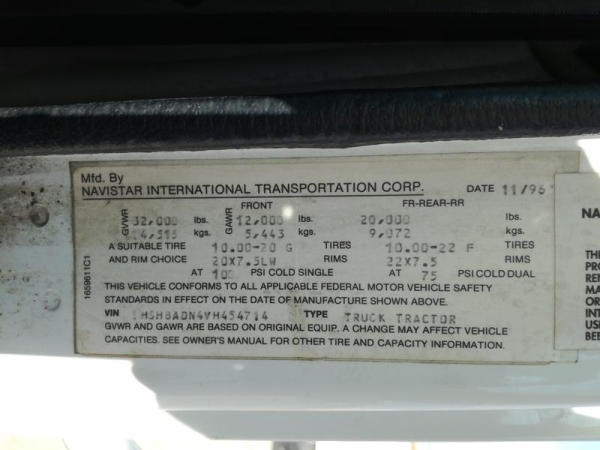 Mfd. By
NAVISTAR INTERNATIONAL TRANSPORTATION CORP. DATE 11/96
FRONT FR-REAR-RR
GVWR 32,000 lbs. GAWR 12,000 lbs. 20,000 lbs.
14,515 kgs. 5,443 kgs. 9,072 kgs.
A SUITABLE TIRE 10.00-20 G TIRES 10.00-22 F TIRES
AND RIM CHOICE 20X7.5LW RIMS 22X7.5 RIMS
AT PSI COLD SINGLE AT 75 PSI COLD DUAL
THIS VEHICLE CONFORMS TO ALL APPLICABLE FEDERAL MOTOR VEHICLE SAFETY
STANDARDS IN EFFECT ON THE DATE OF MANUFACTURE SHOWN ABOVE.
VIN HSHBADN4VH454714 TYPE TRUCK TRACTOR
GVWR AND GAWR ARE BASED ON ORIGINAL EQUIP. A CHANGE MAY AFFECT VEHICLE
CAPACITIES. SEE OWNER'S MANUAL FOR OTHER TIRE AND CAPACITY INFORMATION.
1659611C1
NA
THIS